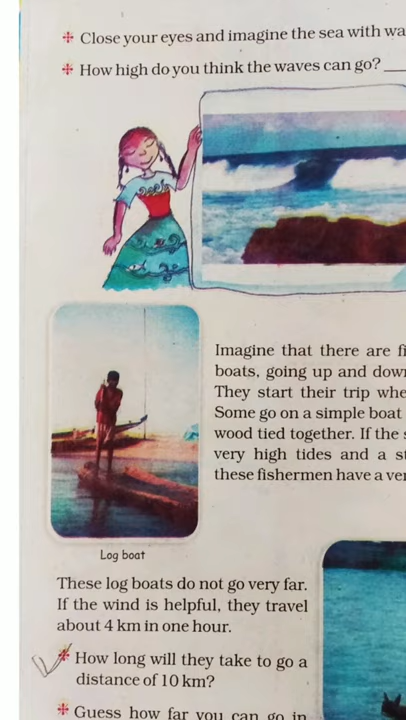 Close your eyes and imagine the sea with wa
How high do you think the waves can go?
Imagine that there are fi
boats, going up and dow
They start their trip whe
Some go on a simple boat
wood tied together. If the s
very high tides and a st
these fishermen have a ve
Log boat
These log boats do not go very far.
If the wind is helpful, they travel
about 4 km in one hour.
How long will they take to go a
distance of 10 km?
Guess how far you can go in